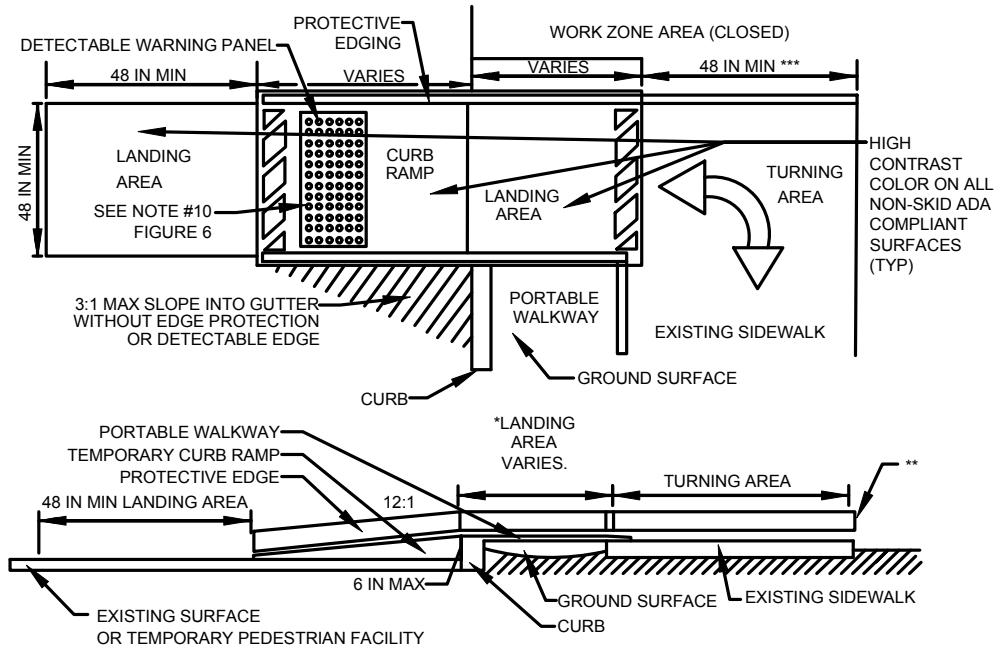 PROTECTIVE
EDGING
WORK ZONE AREA (CLOSED)
DETECTABLE WARNING PANEL
48 IN MIN
VARIES
VARIES
48 IN MIN ***
48 IN MIN
LANDING
AREA
SEE NOTE #10
FIGURE 6
CURB
RAMP
LANDING
AREA
TURNING
AREA
HIGH
CONTRAST
COLOR ON ALL
NON-SKID ADA
COMPLIANT
SURFACES
(TYP)
3:1 MAX SLOPE INTO GUTTER
WITHOUT EDGE PROTECTION
OR DETECTABLE EDGE
PORTABLE
WALKWAY
EXISTING SIDEWALK
GROUND SURFACE
CURB
PORTABLE WALKWAY
TEMPORARY CURB RAMP
PROTECTIVE EDGE
48 IN MIN LANDING AREA
12:1
*LANDING
AREA
VARIES.
TURNING AREA
**
6 IN MAX
GROUND SURFACE
EXISTING SIDEWALK
CURB
EXISTING SURFACE
OR TEMPORARY PEDESTRIAN FACILITY